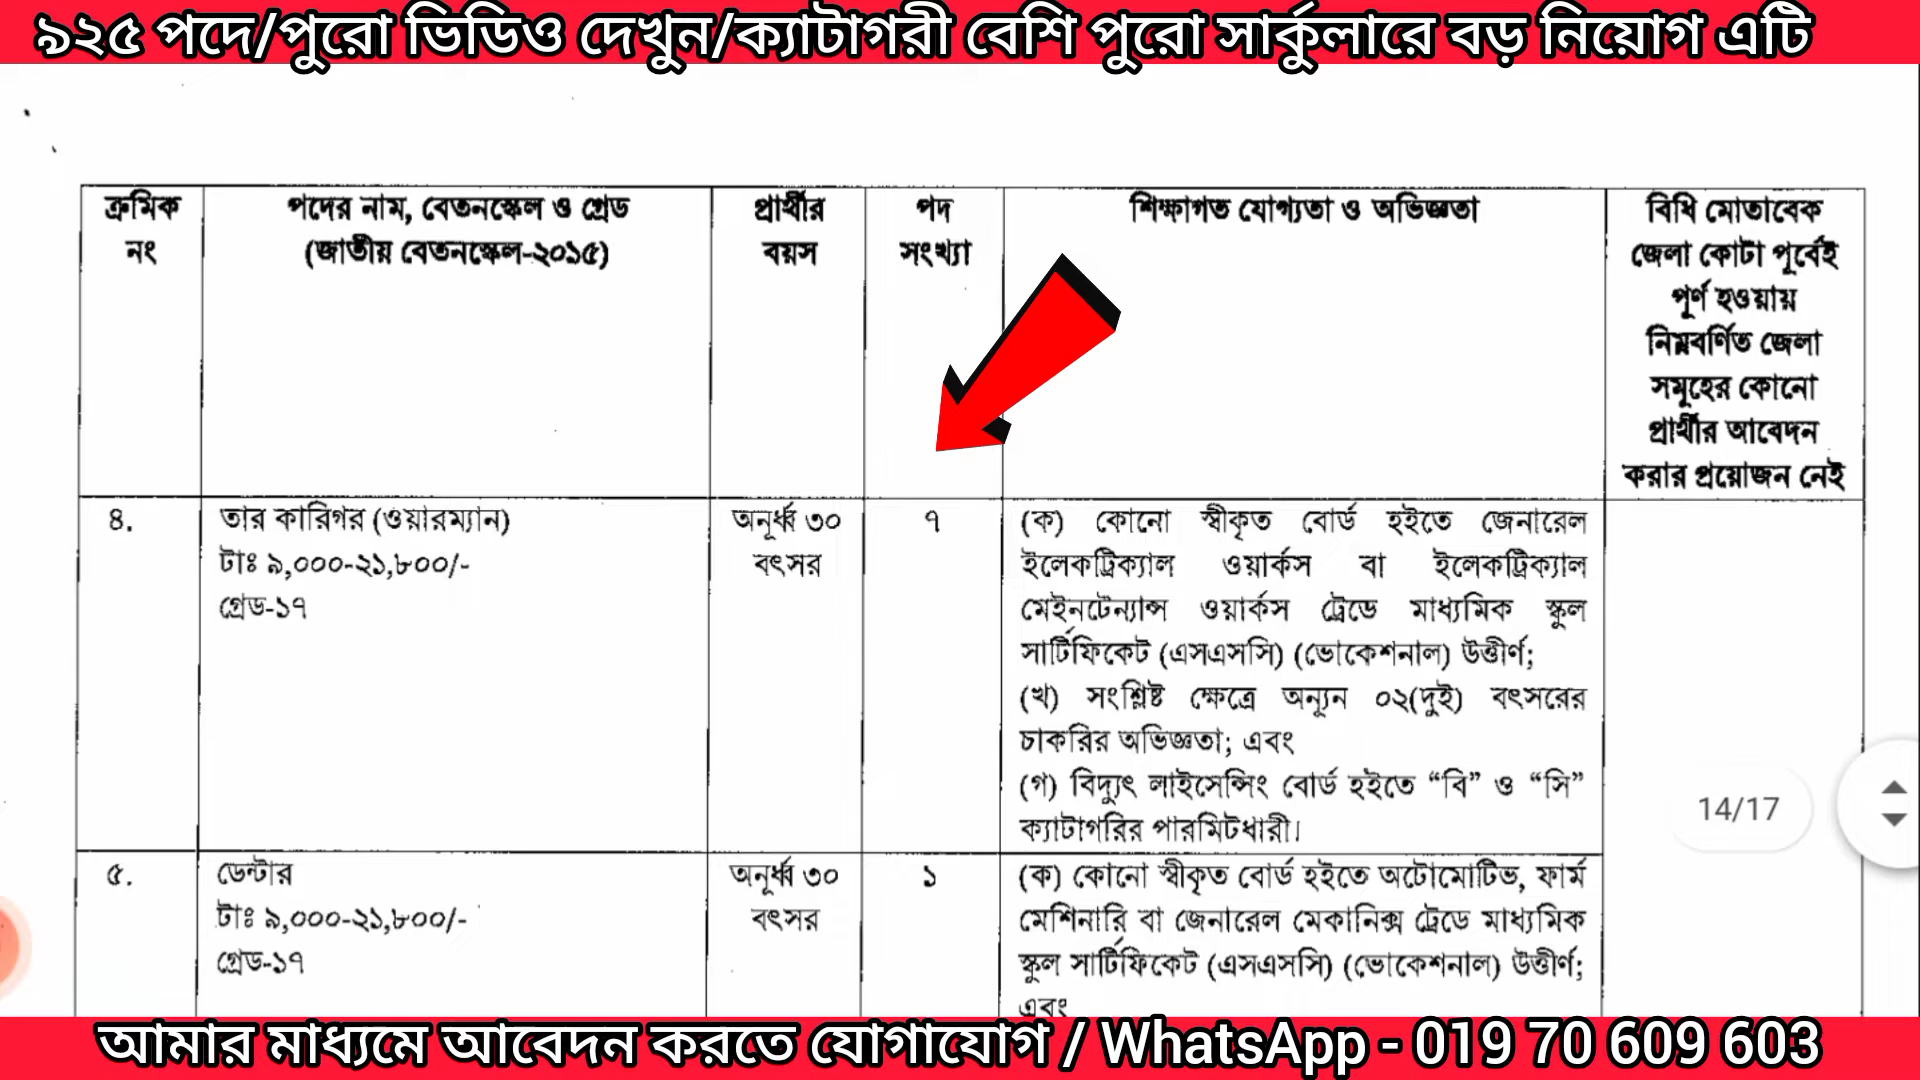 ৯২৫ পদে/পুরো ভিডিও দেখুন/ক্যাটাগরী বেশি পুরো সার্কুলারে বড় নিয়োগ এটি
ক্রমিক নং
পদের নাম, বেতনস্কেল ও গ্রেড
(জাতীয় বেতনস্কেল-২০১৫)
প্রার্থীর
বয়স
পদ
সংখ্যা
শিক্ষাগত যোগ্যতা ও অভিজ্ঞতা
বিধি মোতাবেক
জেলা কোটা পূর্বেই
পূর্ণ হওয়ায়
নিম্নবর্ণিত জেলা
সমূহের কোনো
প্রার্থীর আবেদন
করার প্রয়োজন নেই
৪.
তার কারিগর (ওয়ারম্যান)
টাঃ ৯,০০০-২১,৮০০/-
গ্রেড-১৭
অনূর্ধ্ব ৩০
বৎসর
৭
(ক) কোনো স্বীকৃত বোর্ড হইতে জেনারেল
ইলেকট্রিক্যাল ওয়ার্কস বা ইলেকট্রিক্যাল
মেইনটেন্যান্স ওয়ার্কস ট্রেডে মাধ্যমিক স্কুল
সার্টিফিকেট (এসএসসি) (ভোকেশনাল) উত্তীর্ণ;
(খ) সংশ্লিষ্ট ক্ষেত্রে অন্যূন ০২(দুই) বৎসরের
চাকরির অভিজ্ঞতা; এবং
(গ) বিদ্যুৎ লাইসেন্সিং বোর্ড হইতে “বি” ও “সি”
ক্যাটাগরির পারমিটধারী।
14/17
৫.
ডেন্টার
টাঃ ৯,০০০-২১,৮০০/-
গ্রেড-১৭
অনূর্ধ্ব ৩০
বৎসর
১
(ক) কোনো স্বীকৃত বোর্ড হইতে অটোমোটিভ, ফার্ম
মেশিনারি বা জেনারেল মেকানিক্স ট্রেডে মাধ্যমিক
স্কুল সার্টিফিকেট (এসএসসি) (ভোকেশনাল) উত্তীর্ণ;
এবং
আমার মাধ্যমে আবেদন করতে যোগাযোগ / WhatsApp - 019 70 609 603